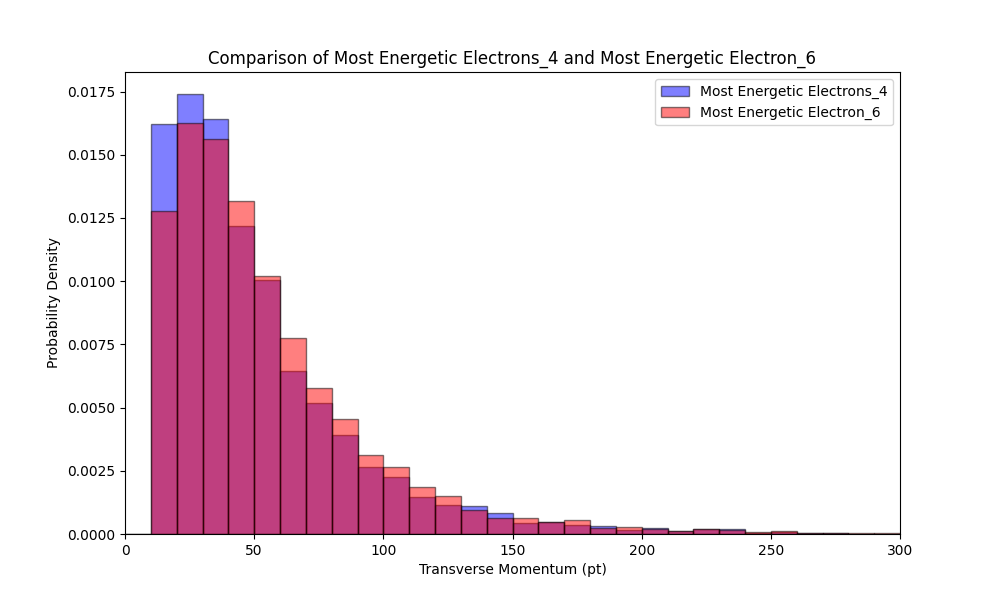 Comparison of Most Energetic Electrons_4 and Most Energetic Electron_6
Most Energetic Electrons_4
Most Energetic Electron_6
Probability Density
0.0175
0.0150
0.0125
0.0100
0.0075
0.0050
0.0025
0.0000
0 50 100 150 200 250 300
Transverse Momentum (pt)